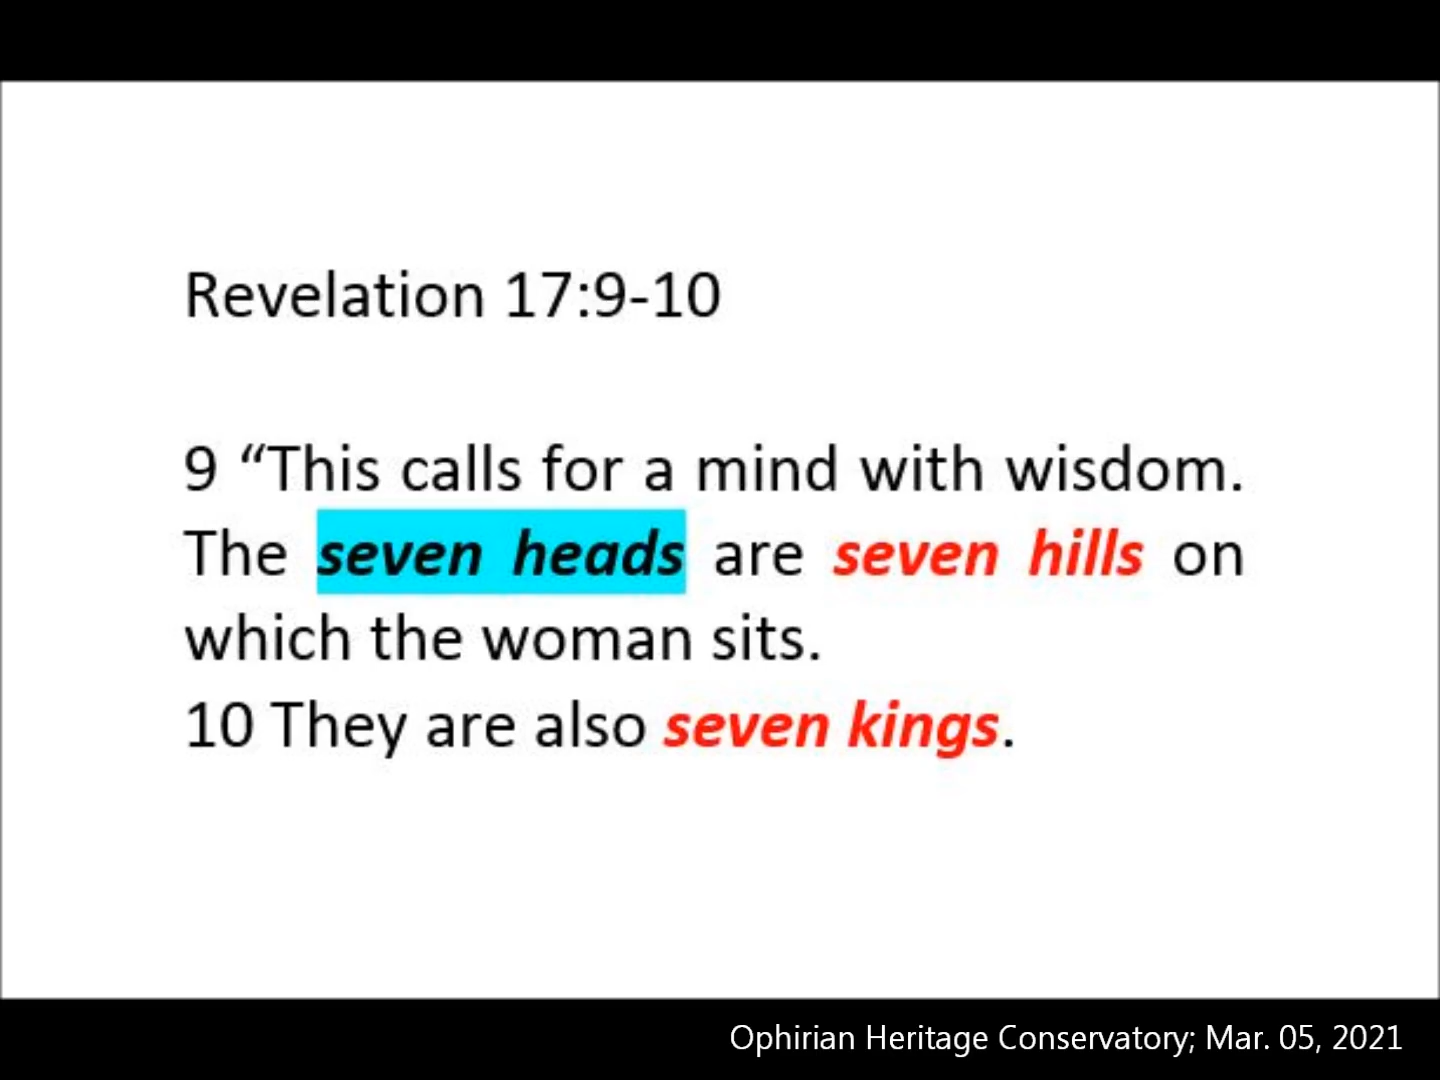 Revelation 17:9-10
9 “This calls for a mind with wisdom.
The seven heads are seven hills on
which the woman sits.
10 They are also seven kings.
Ophirian Heritage Conservatory; Mar. 05, 2021